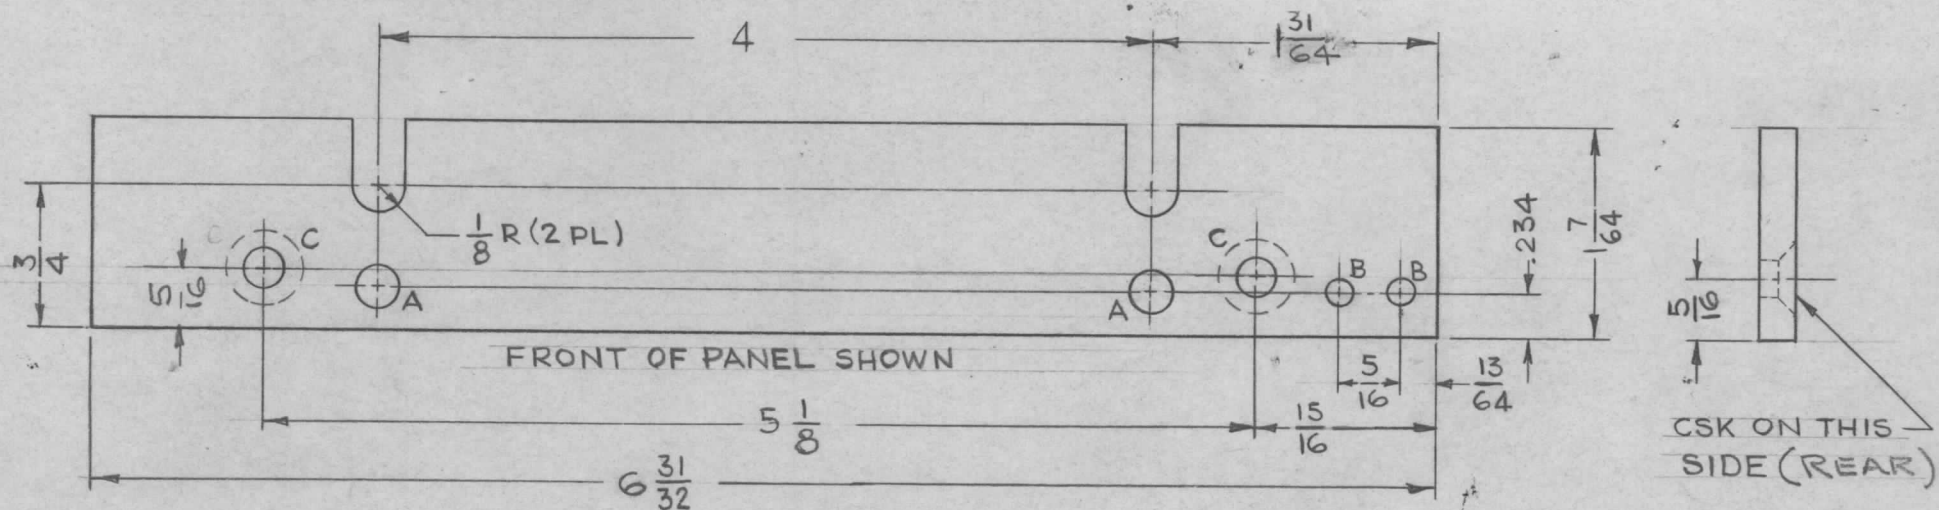 4
1 31/64
1/8 R (2 PL)
C
C
B
B
A
A
3/4
5/16
.234
1 7/64
5/16
FRONT OF PANEL SHOWN
5/16
13/64
5 1/8
15/16
6 31/32
CSK ON THIS
SIDE (REAR)